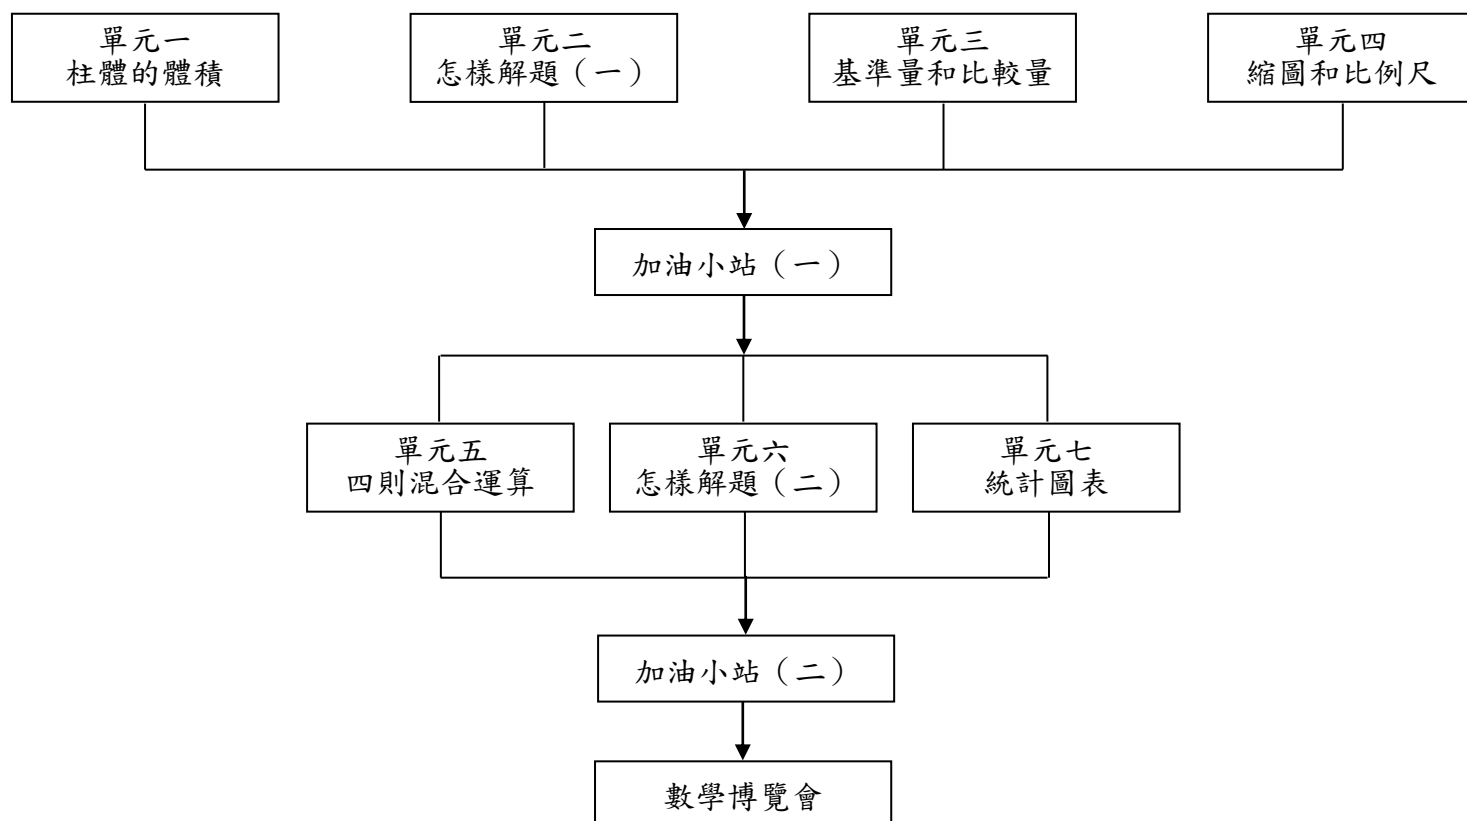 單元一
柱體的體積
單元二
怎樣解題（一）
單元三
基準量和比較量
單元四
縮圖和比例尺
加油小站（一）
單元五
四則混合運算
單元六
怎樣解題（二）
單元七
統計圖表
加油小站（二）
數學博覽會